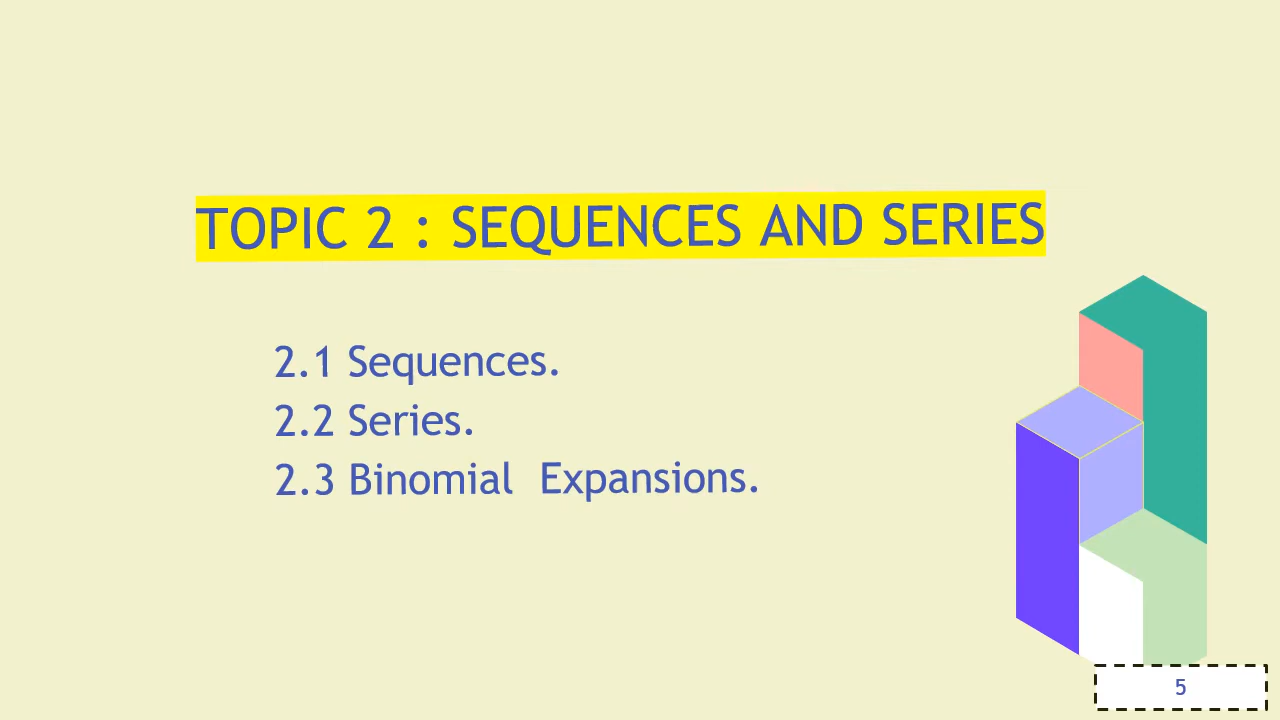 TOPIC 2 : SEQUENCES AND SERIES
2.1 Sequences.
2.2 Series.
2.3 Binomial Expansions.
5